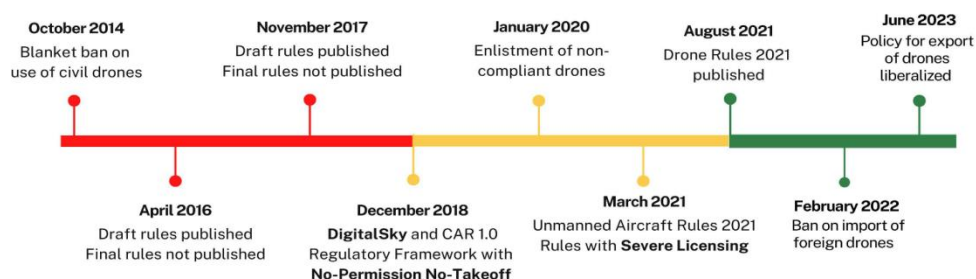 October 2014
Blanket ban on
use of civil drones
November 2017
Draft rules published
Final rules not published
January 2020
Enlistment of non-
compliant drones
August 2021
Drone Rules 2021
published
June 2023
Policy for export
of drones
liberalized
April 2016
Draft rules published
Final rules not published
December 2018
DigitalSky and CAR 1.0
Regulatory Framework with
No-Permission No-Takeoff
March 2021
Unmanned Aircraft Rules 2021
Rules with Severe Licensing
February 2022
Ban on import of
foreign drones